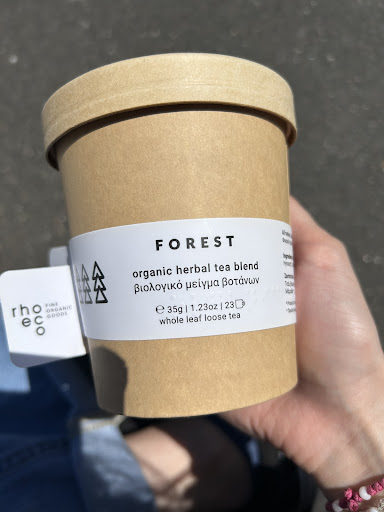 FOREST
organic herbal tea blend
βιολογικό μείγμα βοτάνων
℮ 35g | 1.23oz | 23
whole leaf loose tea
rho
eco
FINE
ORGANIC
GOODS